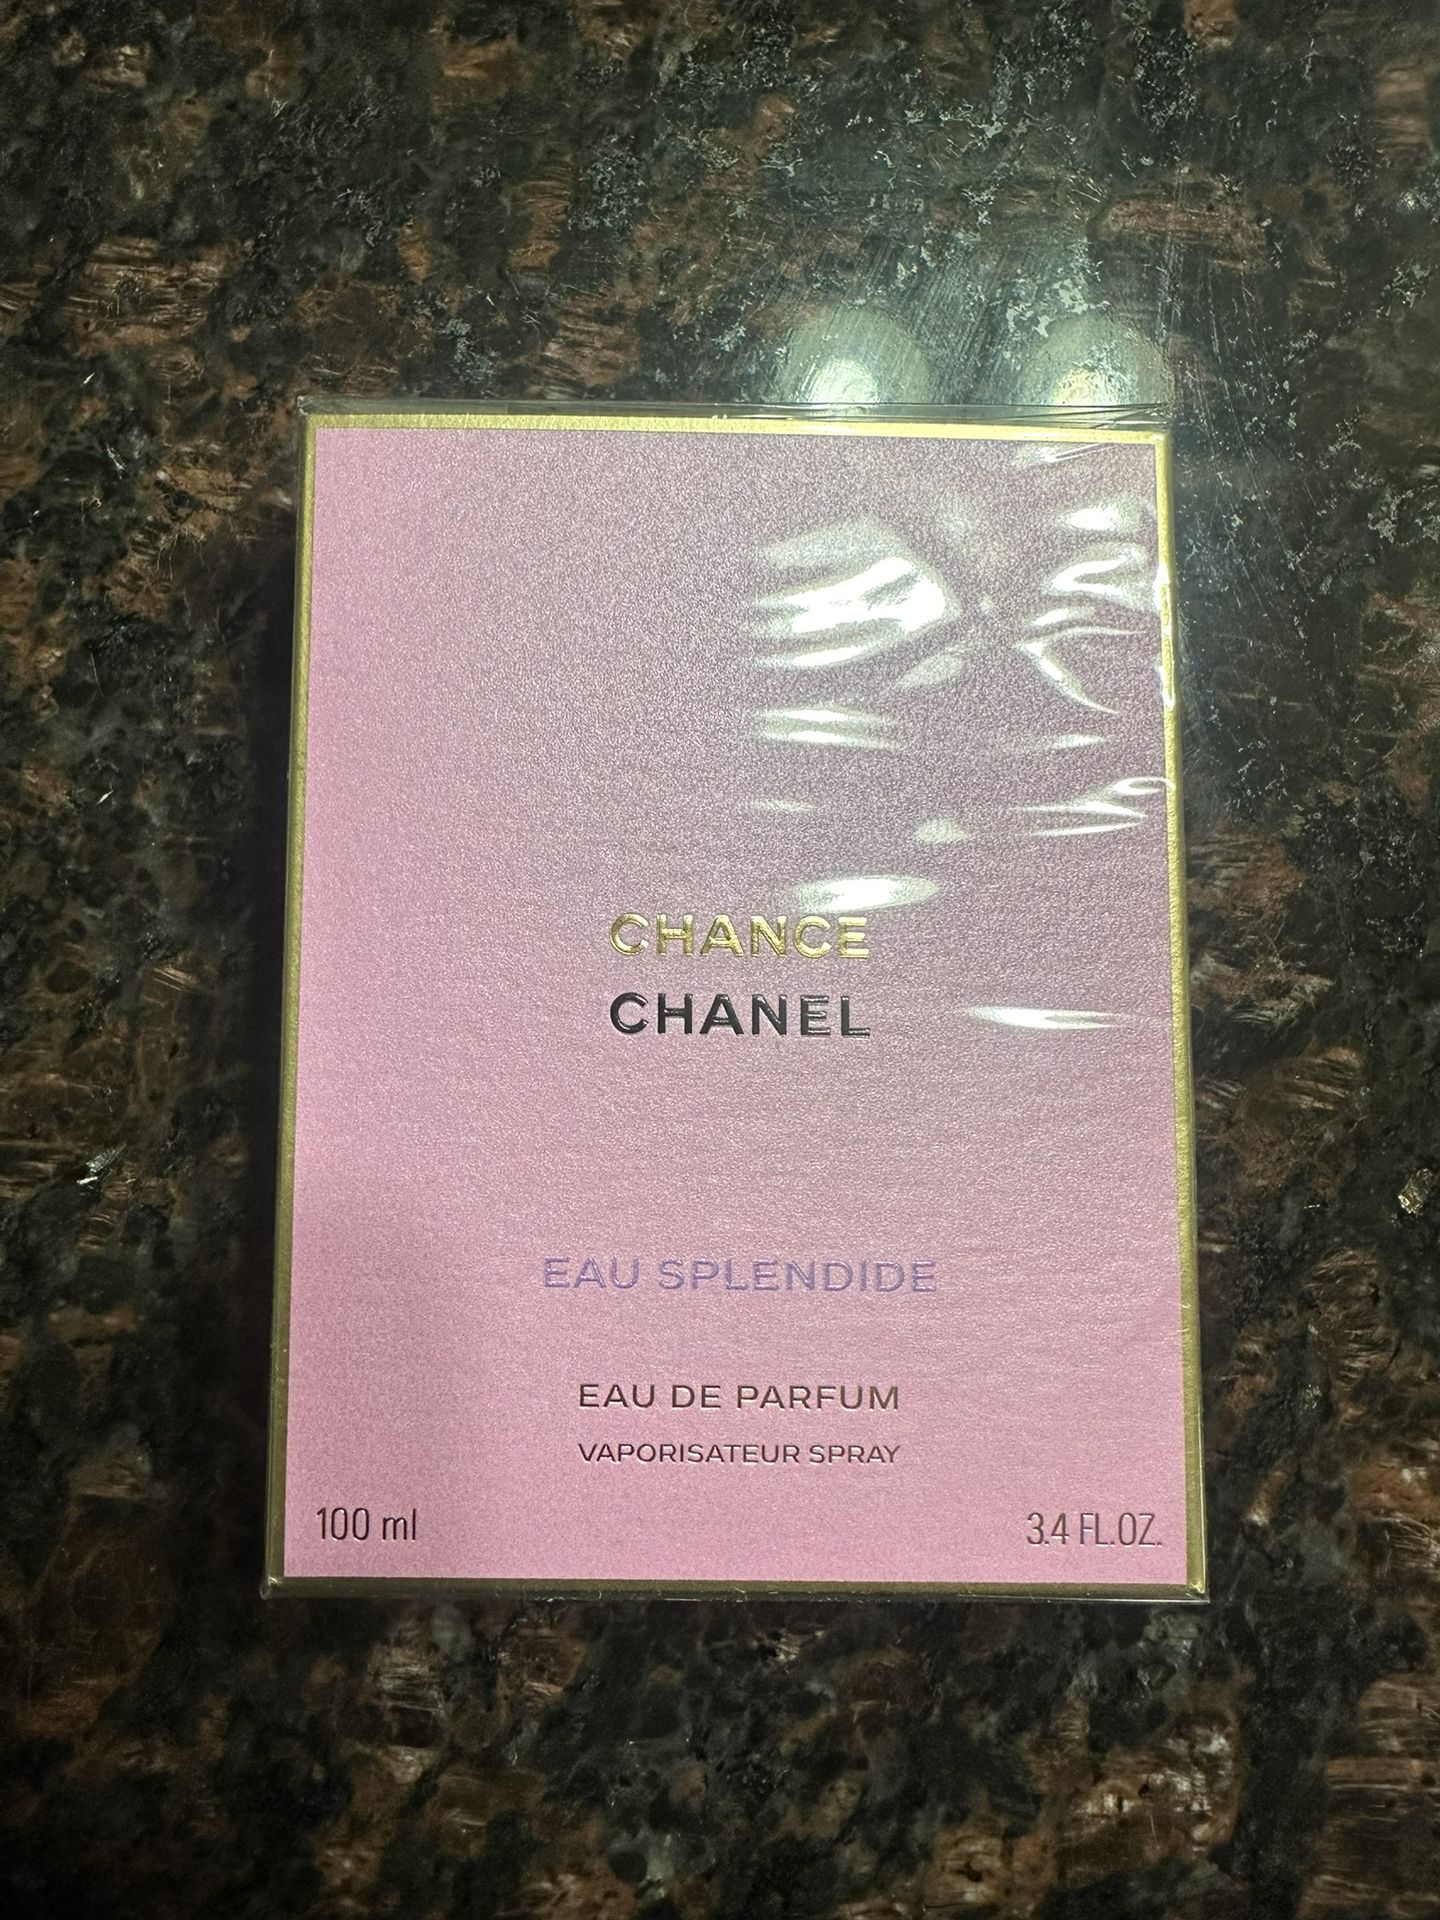 CHANCE
CHANEL
EAU SPLENDIDE
EAU DE PARFUM
VAPORISATEUR SPRAY
100 ml 3.4 FL.OZ.